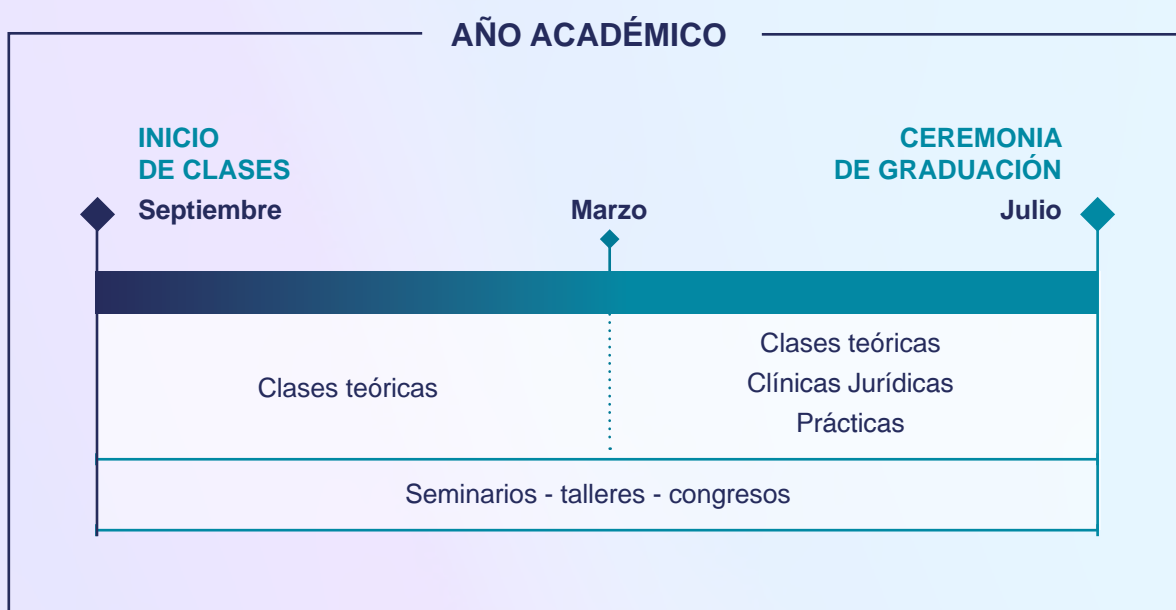 AÑO ACADÉMICO
INICIO
DE CLASES
Septiembre
Marzo
CEREMONIA
DE GRADUACIÓN
Julio
Clases teóricas
Clases teóricas
Clínicas Jurídicas
Prácticas
Seminarios - talleres - congresos